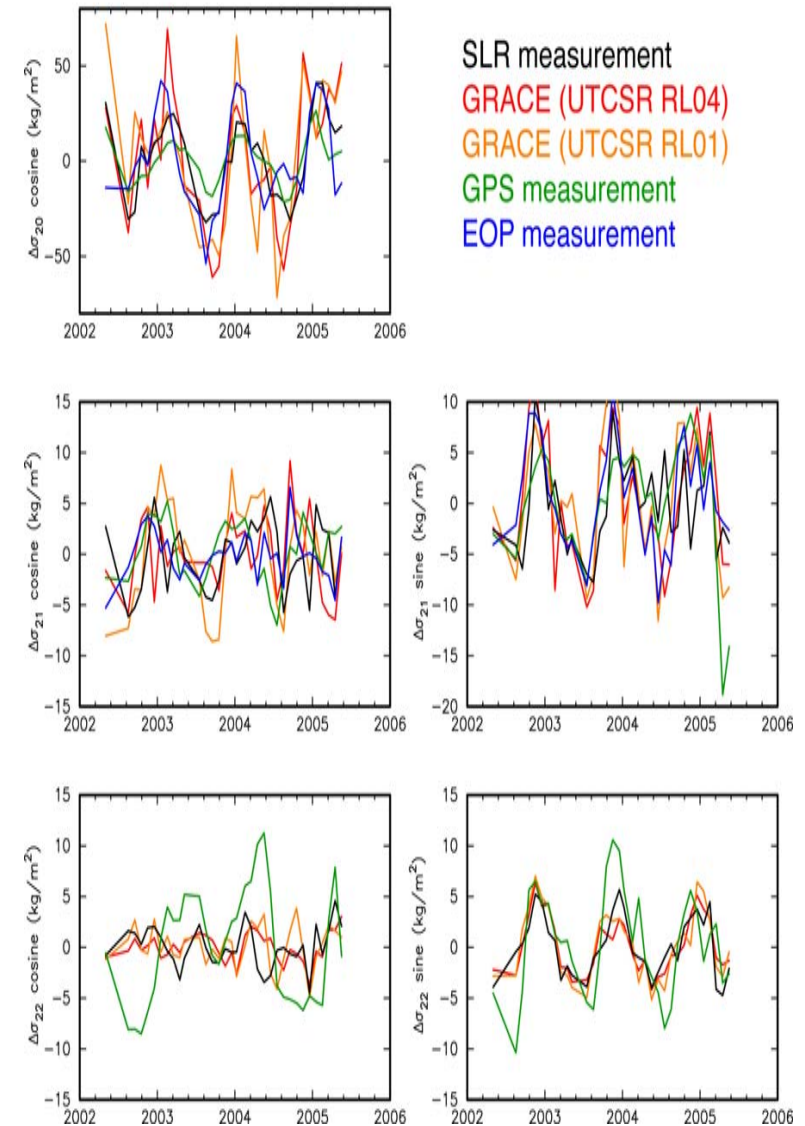 SLR measurement
GRACE (UTCSR RL04)
GRACE (UTCSR RL01)
GPS measurement
EOP measurement
Δσ20 cosine (kg/m²)
50
0
−50
2002 2003 2004 2005 2006
Δσ21 cosine (kg/m²)
15
10
5
0
−5
−10
−15
2002 2003 2004 2005 2006
Δσ21 sine (kg/m²)
10
5
0
−5
−10
−15
−20
2002 2003 2004 2005 2006
Δσ22 cosine (kg/m²)
15
10
5
0
−5
−10
−15
2002 2003 2004 2005 2006
Δσ22 sine (kg/m²)
15
10
5
0
−5
−10
−15
2002 2003 2004 2005 2006